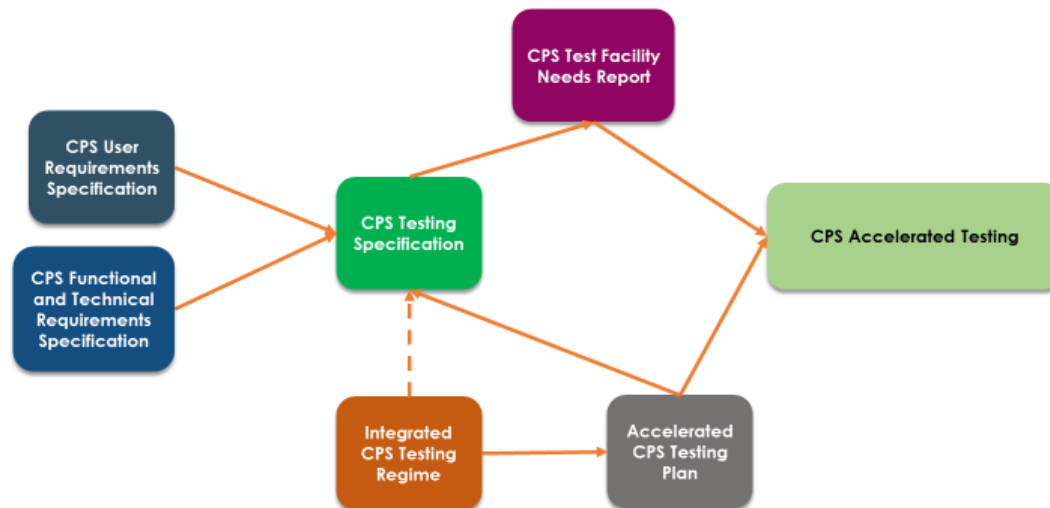 CPS Test Facility
Needs Report
CPS User
Requirements
Specification
CPS Testing
Specification
CPS Accelerated Testing
CPS Functional
and Technical
Requirements
Specification
Integrated
CPS Testing
Regime
Accelerated
CPS Testing
Plan